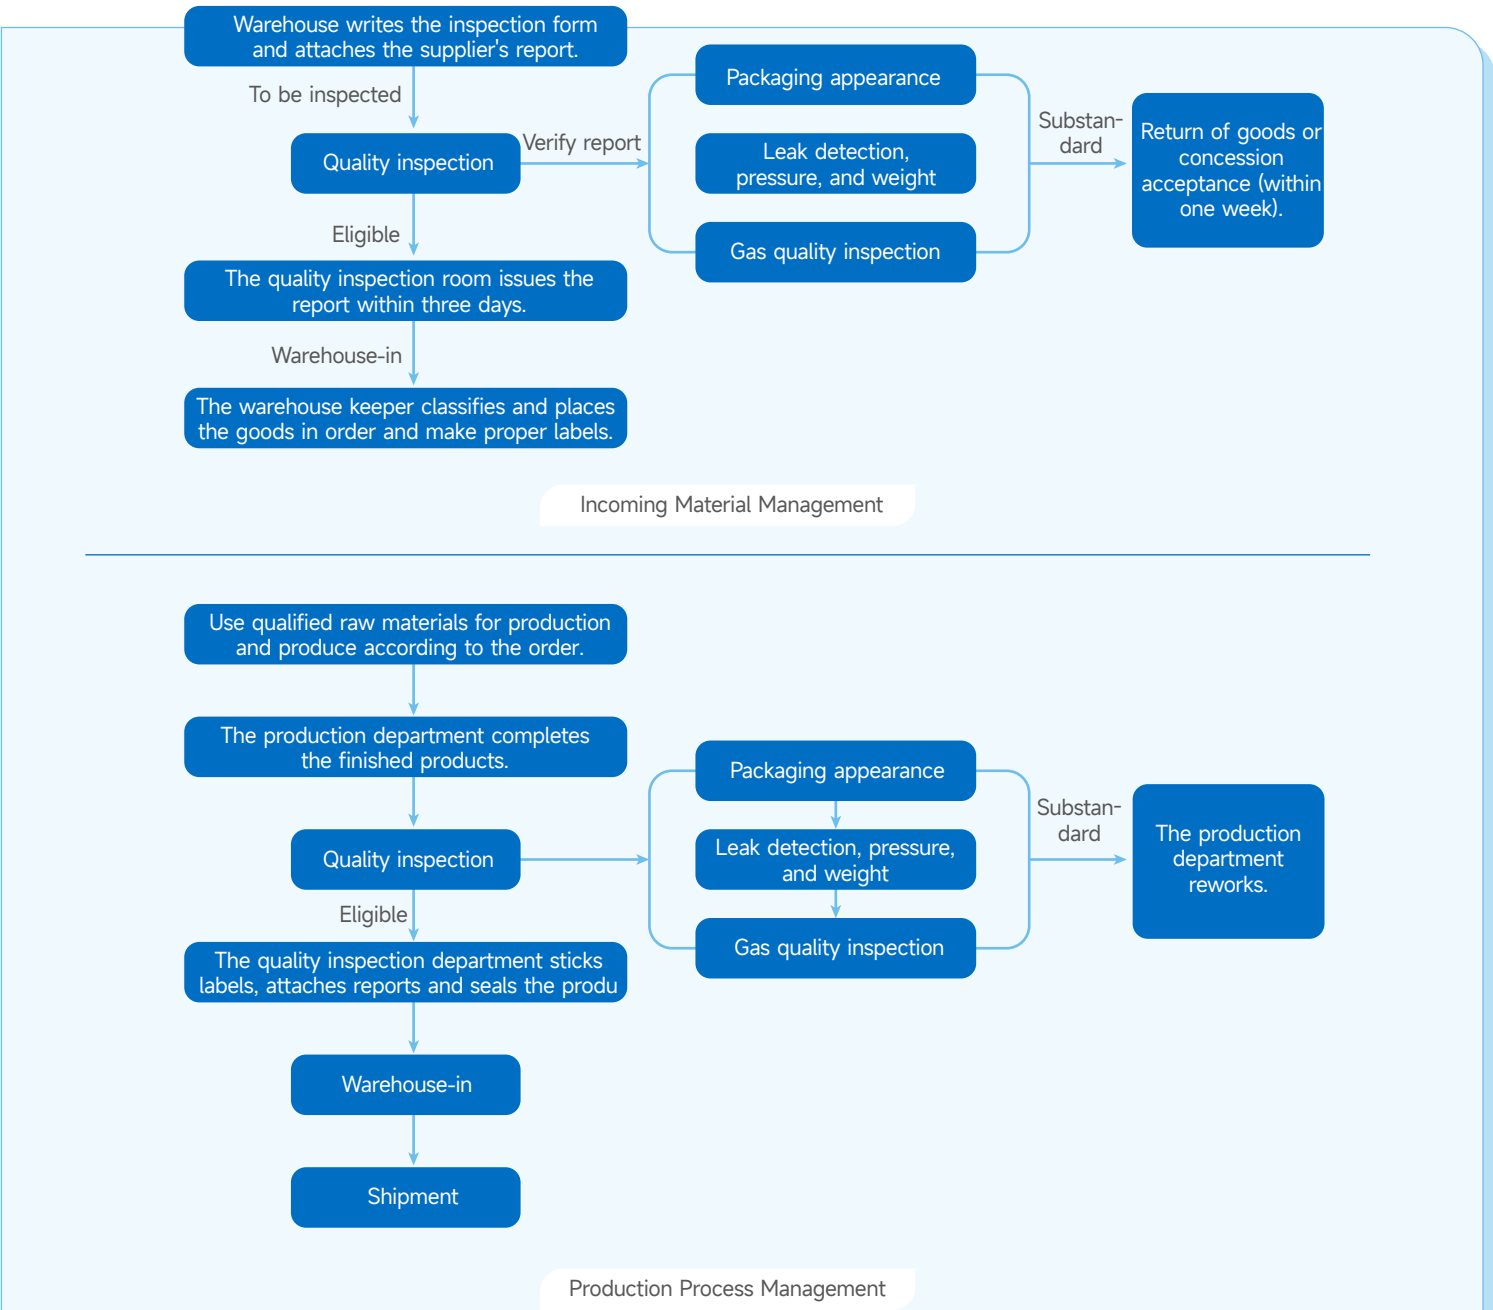 Warehouse writes the inspection form
and attaches the supplier's report.
To be inspected
Quality inspection
Verify report
Packaging appearance
Leak detection,
pressure, and weight
Gas quality inspection
Substan-
dard
Return of goods or
concession
acceptance (within
one week).
Eligible
The quality inspection room issues the
report within three days.
Warehouse-in
The warehouse keeper classifies and places
the goods in order and make proper labels.
Incoming Material Management
Use qualified raw materials for production
and produce according to the order.
The production department completes
the finished products.
Quality inspection
Packaging appearance
Leak detection, pressure,
and weight
Gas quality inspection
Substan-
dard
The production
department
reworks.
Eligible
The quality inspection department sticks
labels, attaches reports and seals the produ
Warehouse-in
Shipment
Production Process Management